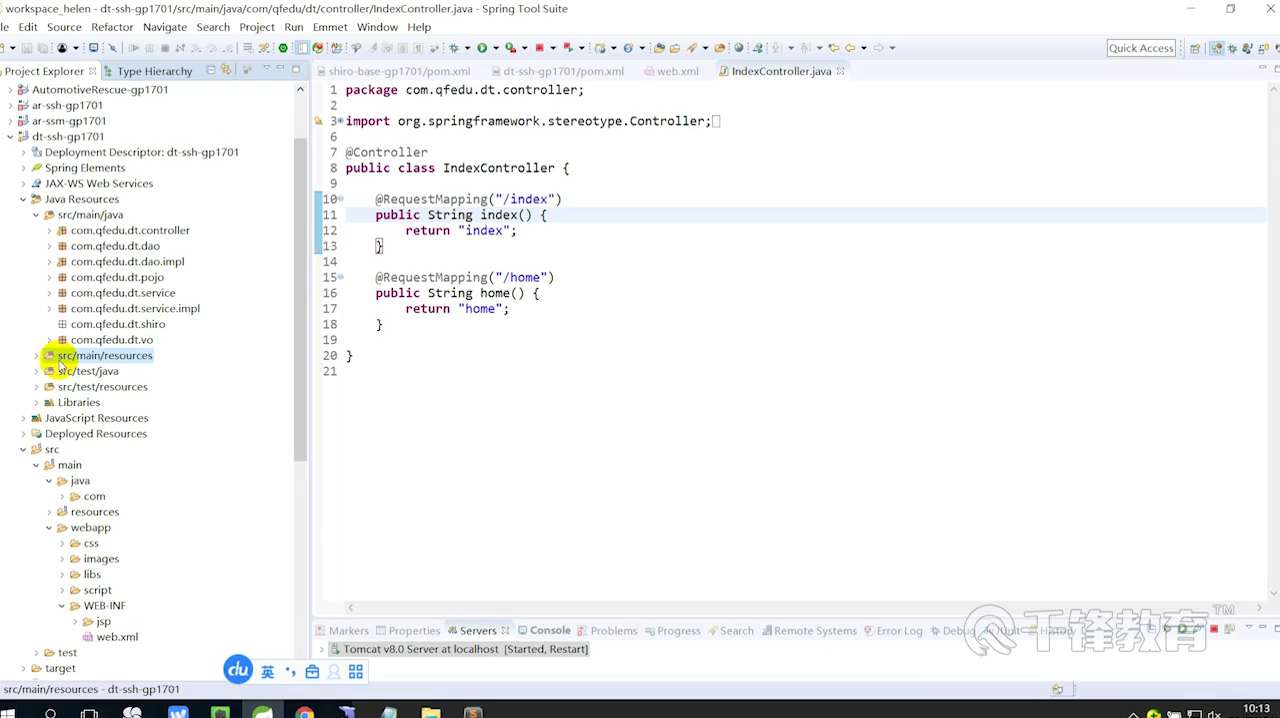 workspace_helen - dt-ssh-gp1701/src/main/java/com/qfedu/dt/controller/IndexController.java - Spring Tool Suite
le Edit Source Refactor Navigate Search Project Run Emmet Window Help
Quick Access
Project Explorer Type Hierarchy
shiro-base-gp1701/pom.xml dt-ssh-gp1701/pom.xml web.xml IndexController.java
AutomotiveRescue-gp1701
ar-ssh-gp1701
ar-ssm-gp1701
dt-ssh-gp1701
Deployment Descriptor: dt-ssh-gp1701
Spring Elements
JAX-WS Web Services
Java Resources
src/main/java
com.qfedu.dt.controller
com.qfedu.dt.dao
com.qfedu.dt.dao.impl
com.qfedu.dt.pojo
com.qfedu.dt.service
com.qfedu.dt.service.impl
com.qfedu.dt.shiro
com.qfedu.dt.vo
src/main/resources
src/test/java
src/test/resources
Libraries
JavaScript Resources
Deployed Resources
src
main
java
com
resources
webapp
css
images
libs
script
WEB-INF
jsp
web.xml
test
target
1 package com.qfedu.dt.controller;
2
3 import org.springframework.stereotype.Controller;
6
7 @Controller
8 public class IndexController {
9
10 @RequestMapping("/index")
11 public String index() {
12 return "index";
13 }
14
15 @RequestMapping("/home")
16 public String home() {
17 return "home";
18 }
19
20 }
21
千锋教育 TM
Markers Properties Servers Console Problems Progress Search Remote Systems Error Log Debug JUnit History
Tomcat v8.0 Server at localhost [Started, Restart]
du 英
src/main/resources - dt-ssh-gp1701
10:13